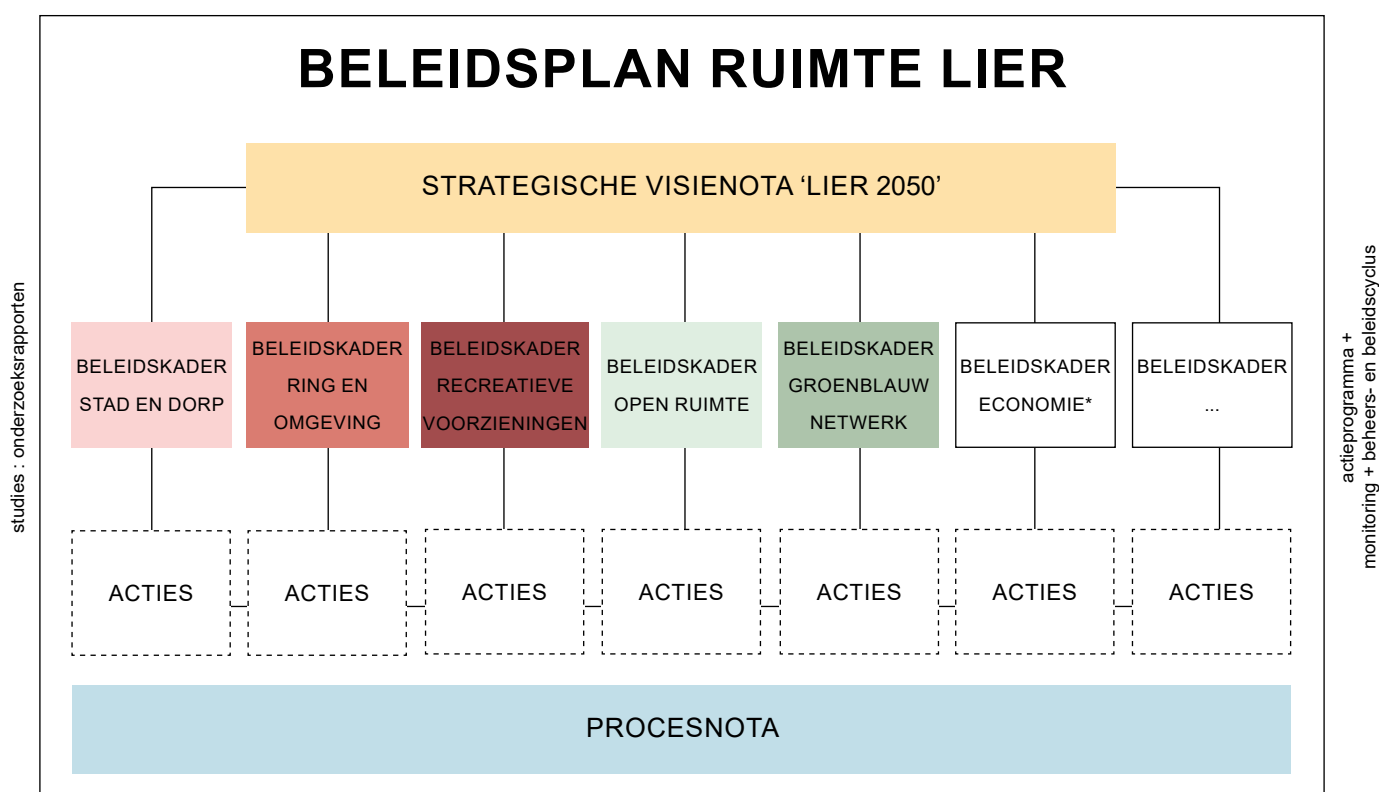 BELEIDSPLAN RUIMTE LIER
STRATEGISCHE VISIENOTA ‘LIER 2050’
studies : onderzoeksrapporten
BELEIDSKADER
STAD EN DORP
BELEIDSKADER
RING EN
OMGEVING
BELEIDSKADER
RECREATIEVE
VOORZIENINGEN
BELEIDSKADER
OPEN RUIMTE
BELEIDSKADER
GROENBLAUW
NETWERK
BELEIDSKADER
ECONOMIE*
BELEIDSKADER
...
actieprogramma +
monitoring + beheers- en beleidscyclus
ACTIES
ACTIES
ACTIES
ACTIES
ACTIES
ACTIES
ACTIES
PROCESNOTA